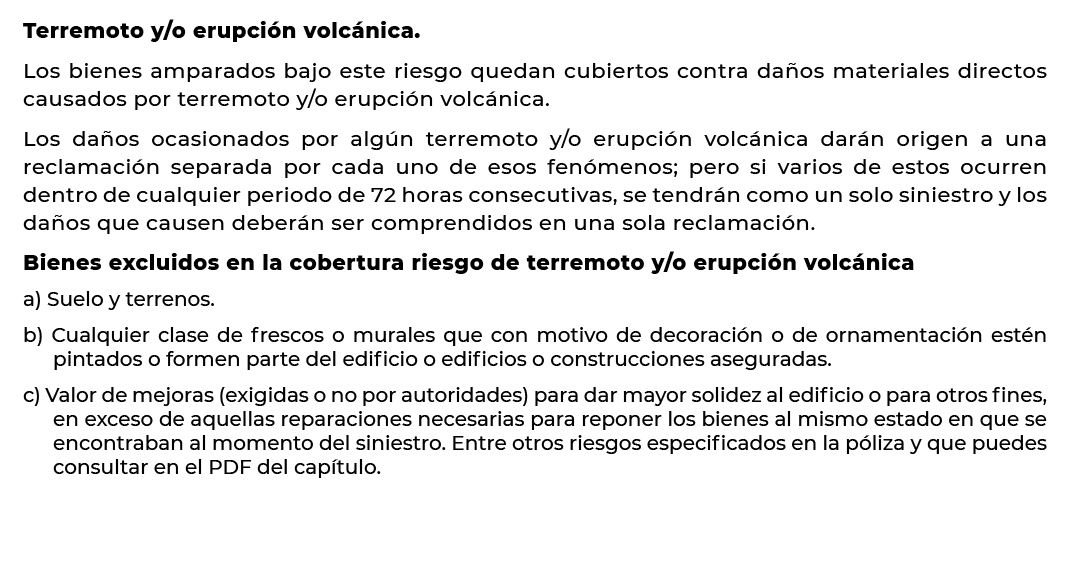 Terremoto y/o erupción volcánica.
Los bienes amparados bajo este riesgo quedan cubiertos contra daños materiales directos
causados por terremoto y/o erupción volcánica.
Los daños ocasionados por algún terremoto y/o erupción volcánica darán origen a una
reclamación separada por cada uno de esos fenómenos; pero si varios de estos ocurren
dentro de cualquier periodo de 72 horas consecutivas, se tendrán como un solo siniestro y los
daños que causen deberán ser comprendidos en una sola reclamación.
Bienes excluidos en la cobertura riesgo de terremoto y/o erupción volcánica
a) Suelo y terrenos.
b) Cualquier clase de frescos o murales que con motivo de decoración o de ornamentación estén
pintados o formen parte del edificio o edificios o construcciones aseguradas.
c) Valor de mejoras (exigidas o no por autoridades) para dar mayor solidez al edificio o para otros fines,
en exceso de aquellas reparaciones necesarias para reponer los bienes al mismo estado en que se
encontraban al momento del siniestro. Entre otros riesgos especificados en la póliza y que puedes
consultar en el PDF del capítulo.